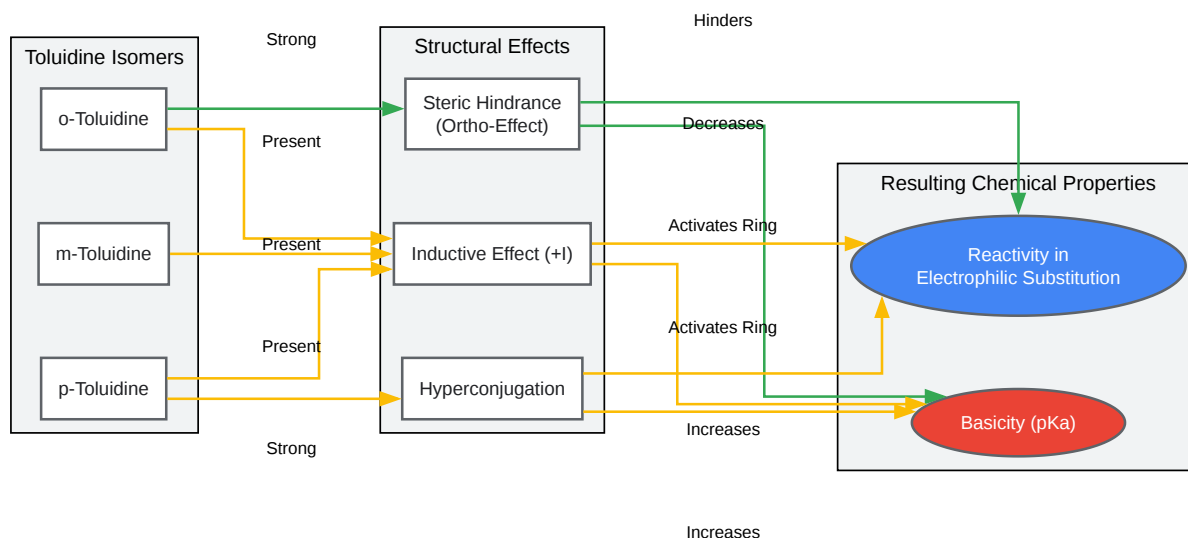 Toluidine Isomers
o-Toluidine
m-Toluidine
p-Toluidine
Strong
Present
Present
Present
Strong
Structural Effects
Steric Hindrance
(Ortho-Effect)
Inductive Effect (+I)
Hyperconjugation
Hinders
Decreases
Activates Ring
Activates Ring
Increases
Increases
Resulting Chemical Properties
Reactivity in
Electrophilic Substitution
Basicity (pKa)